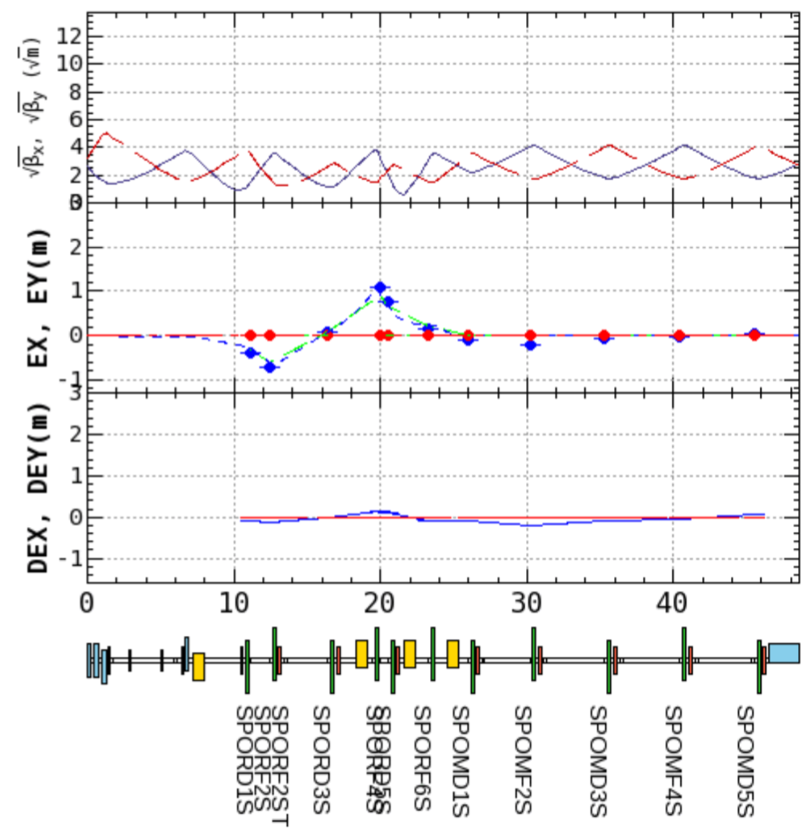 √βx, √βy (√m)
12
10
8
6
4
2
0
EX, EY(m)
3
2
1
0
-1
DEX, DEY(m)
3
2
1
0
-1
0 10 20 30 40
SPORD1S
SPORF2S
SPORF2ST
SPORD3S
SPORD5S
SPORF6S
SPOMD1S
SPOMF2S
SPOMD3S
SPOMF4S
SPOMD5S